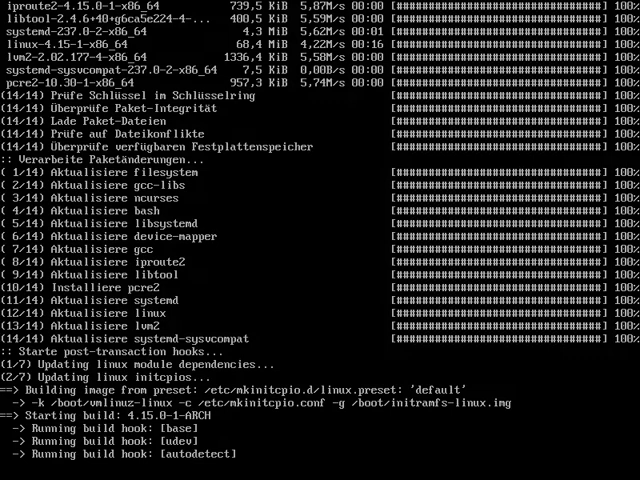 iproute2-4.15.0-1-x86_64 739,5 KiB 5,87M/s 00:00 [######################] 100%
libtool-2.4.6+40+g6ca5e224-4-... 400,5 KiB 5,59M/s 00:00 [######################] 100%
systemd-237.0-2-x86_64 4,3 MiB 5,62M/s 00:01 [######################] 100%
linux-4.15-1-x86_64 68,4 MiB 4,22M/s 00:16 [######################] 100%
lvm2-2.02.177-4-x86_64 1336,4 KiB 5,58M/s 00:00 [######################] 100%
systemd-sysvcompat-237.0-2-x86_64 7,5 KiB 0,00B/s 00:00 [######################] 100%
pcre2-10.30-1-x86_64 957,3 KiB 5,74M/s 00:00 [######################] 100%
(14/14) Prüfe Schlüssel im Schlüsselring [######################] 100%
(14/14) Überprüfe Paket-Integrität [######################] 100%
(14/14) Lade Paket-Dateien [######################] 100%
(14/14) Prüfe auf Dateikonflikte [######################] 100%
(14/14) Überprüfe verfügbaren Festplattenspeicher [######################] 100%
:: Verarbeite Paketänderungen...
( 1/14) Aktualisiere filesystem [######################] 100%
( 2/14) Aktualisiere gcc-libs [######################] 100%
( 3/14) Aktualisiere ncurses [######################] 100%
( 4/14) Aktualisiere bash [######################] 100%
( 5/14) Aktualisiere libsystemd [######################] 100%
( 6/14) Aktualisiere device-mapper [######################] 100%
( 7/14) Aktualisiere gcc [######################] 100%
( 8/14) Aktualisiere iproute2 [######################] 100%
( 9/14) Aktualisiere libtool [######################] 100%
(10/14) Installiere pcre2 [######################] 100%
(11/14) Aktualisiere systemd [######################] 100%
(12/14) Aktualisiere linux [######################] 100%
(13/14) Aktualisiere lvm2 [######################] 100%
(14/14) Aktualisiere systemd-sysvcompat [######################] 100%
:: Starte post-transaction hooks...
(1/7) Updating linux module dependencies...
(2/7) Updating linux initcpios...
==> Building image from preset: /etc/mkinitcpio.d/linux.preset: 'default'
-> -k /boot/vmlinuz-linux -c /etc/mkinitcpio.conf -g /boot/initramfs-linux.img
==> Starting build: 4.15.0-1-ARCH
-> Running build hook: [base]
-> Running build hook: [udev]
-> Running build hook: [autodetect]